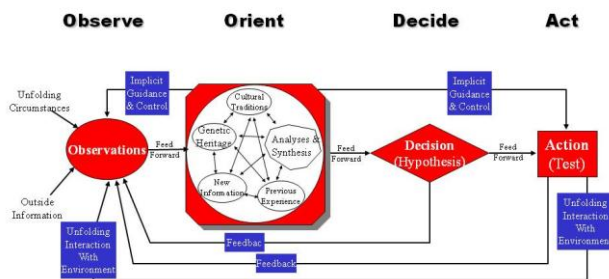 Observe
Orient
Decide
Act
Implicit
Guidance
& Control
Implicit
Guidance
& Control
Unfolding
Circumstances
Cultural
Traditions
Genetic
Heritage
Analyses &
Synthesis
New
Information
Previous
Experience
Observations
Feed
Forward
Feed
Forward
Decision
(Hypothesis)
Feed
Forward
Action
(Test)
Outside
Information
Unfolding
Interaction
With
Environment
Feedbac
Feedback
Unfolding
Interaction
With
Environment